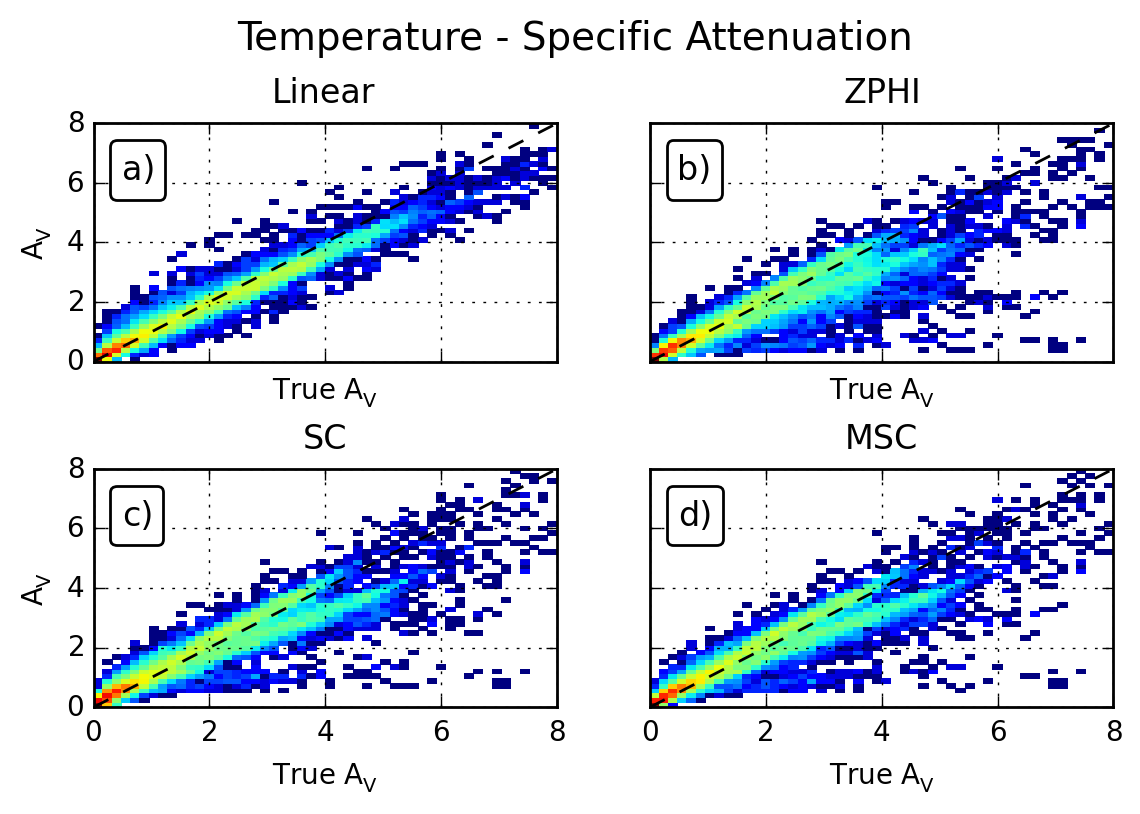 Temperature - Specific Attenuation
Linear
ZPHI
8
6
4
2
0
A_V
a)
b)
True A_V
True A_V
SC
MSC
8
6
4
2
0
A_V
c)
d)
0 2 4 6 8
0 2 4 6 8
True A_V
True A_V